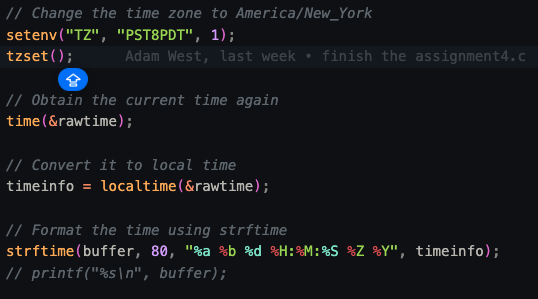 // Change the time zone to America/New_York
setenv("TZ", "PST8PDT", 1);
tzset(); Adam West, last week • finish the assignment4.c
// Obtain the current time again
time(&rawtime);
// Convert it to local time
timeinfo = localtime(&rawtime);
// Format the time using strftime
strftime(buffer, 80, "%a %b %d %H:%M:%S %Z %Y", timeinfo);
// printf("%s\n", buffer);